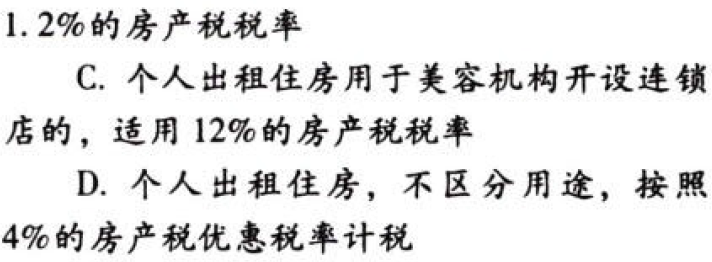 1.2%的房产税税率
C. 个人出租住房用于美容机构开设连锁
店的，适用12%的房产税税率
D. 个人出租住房，不区分用途，按照
4%的房产税优惠税率计税